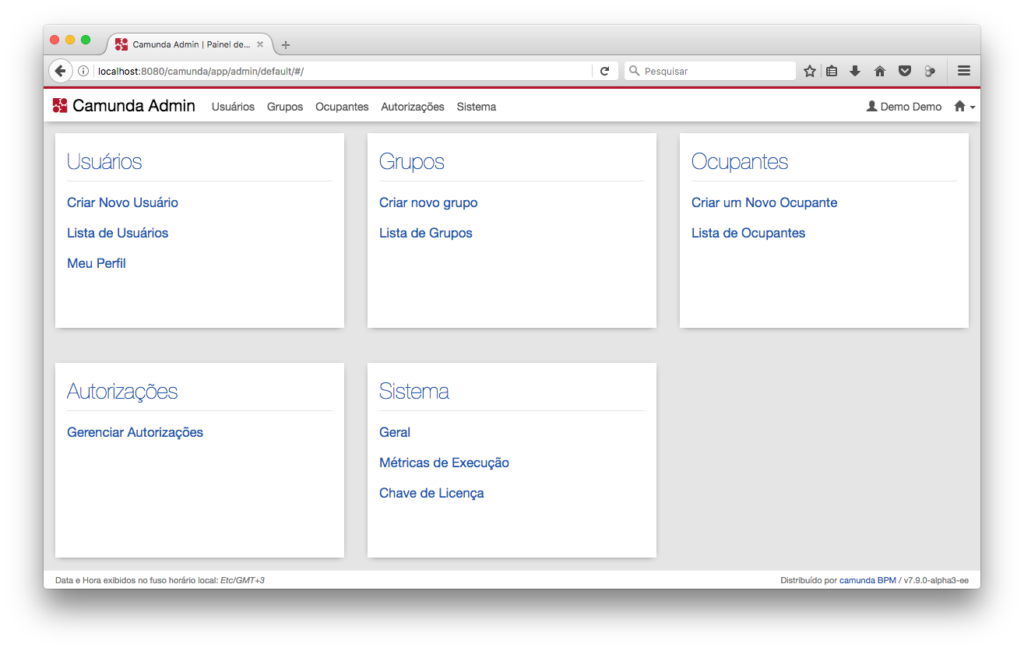 Camunda Admin | Painel de...
localhost:8080/camunda/app/admin/default/#/
Pesquisar
Camunda Admin Usuários Grupos Ocupantes Autorizações Sistema Demo Demo
Usuários
Criar Novo Usuário
Lista de Usuários
Meu Perfil
Grupos
Criar novo grupo
Lista de Grupos
Ocupantes
Criar um Novo Ocupante
Lista de Ocupantes
Autorizações
Gerenciar Autorizações
Sistema
Geral
Métricas de Execução
Chave de Licença
Data e Hora exibidos no fuso horário local: Etc/GMT+3
Distribuído por camunda BPM / v7.9.0-alpha3-ee